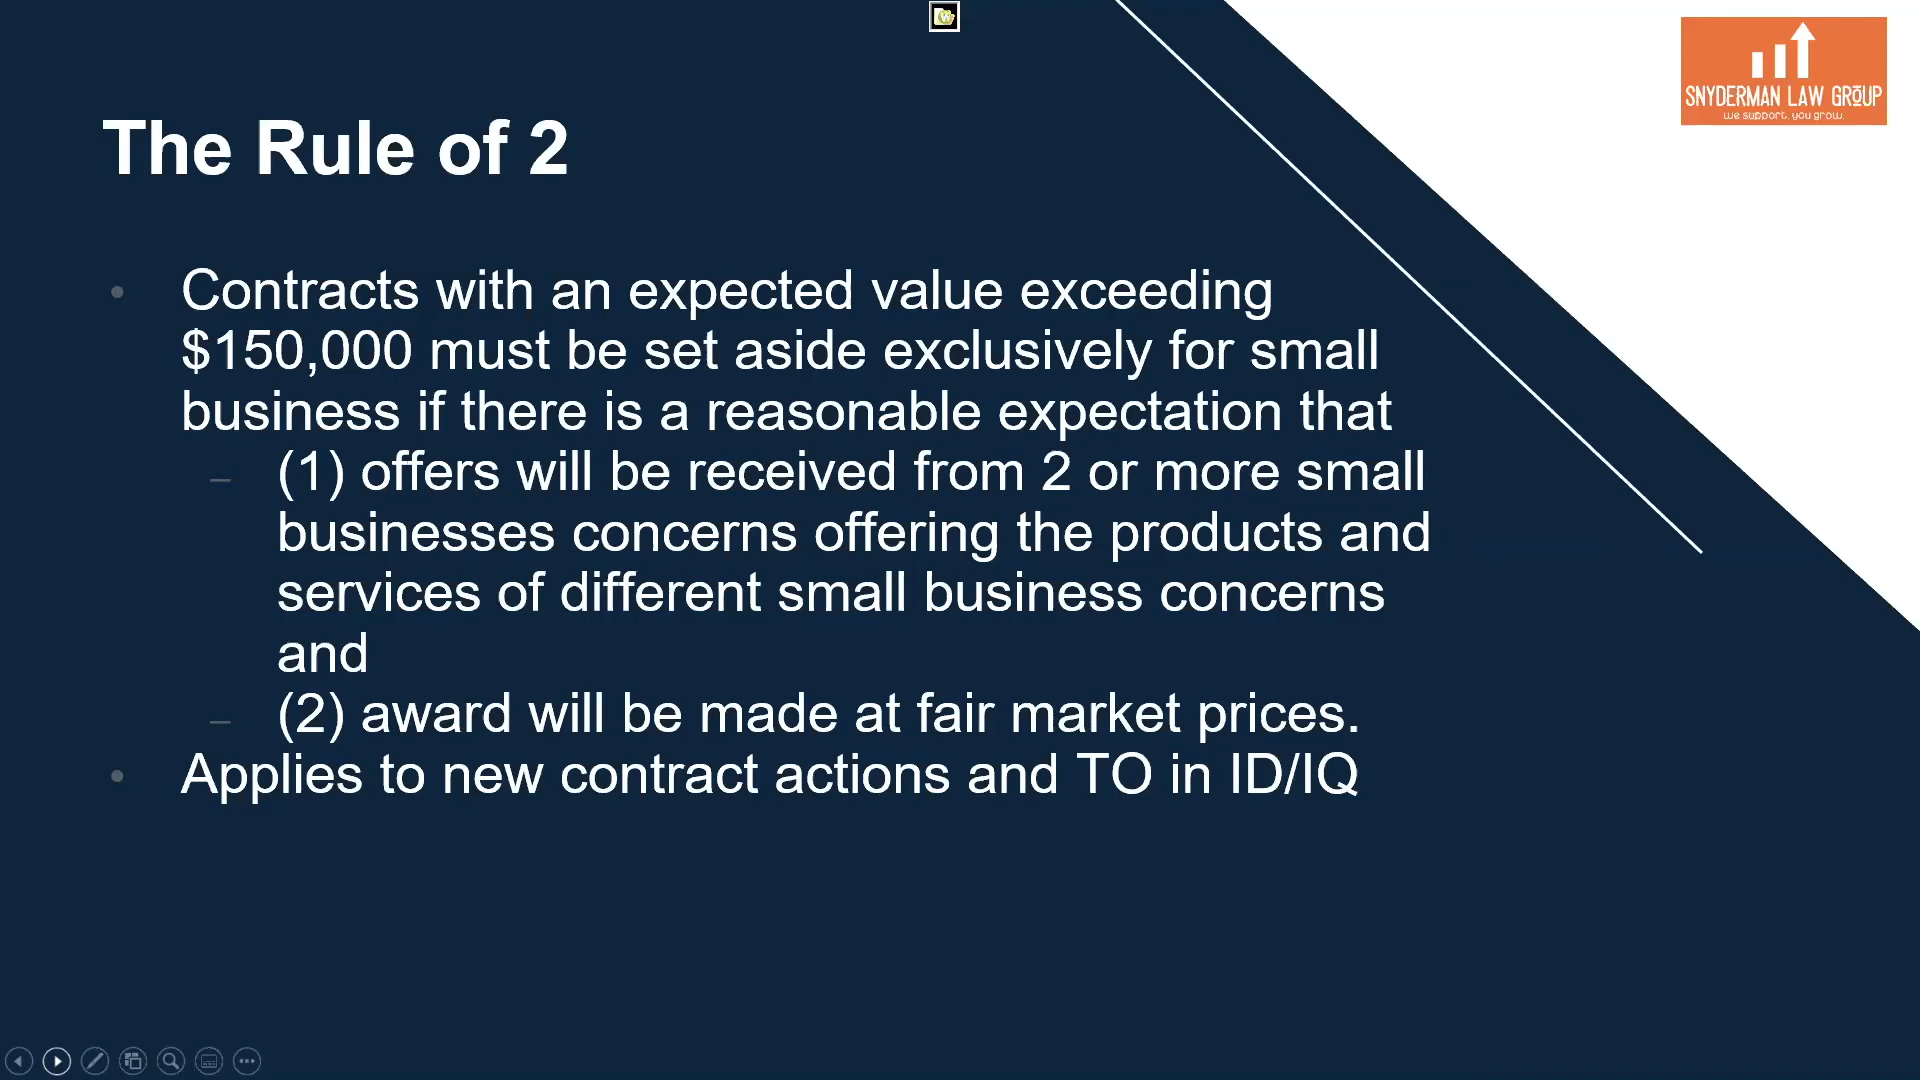 SNYDERMAN LAW GROUP
we support. you grow.
The Rule of 2
• Contracts with an expected value exceeding
$150,000 must be set aside exclusively for small
business if there is a reasonable expectation that
– (1) offers will be received from 2 or more small
businesses concerns offering the products and
services of different small business concerns
and
– (2) award will be made at fair market prices.
• Applies to new contract actions and TO in ID/IQ